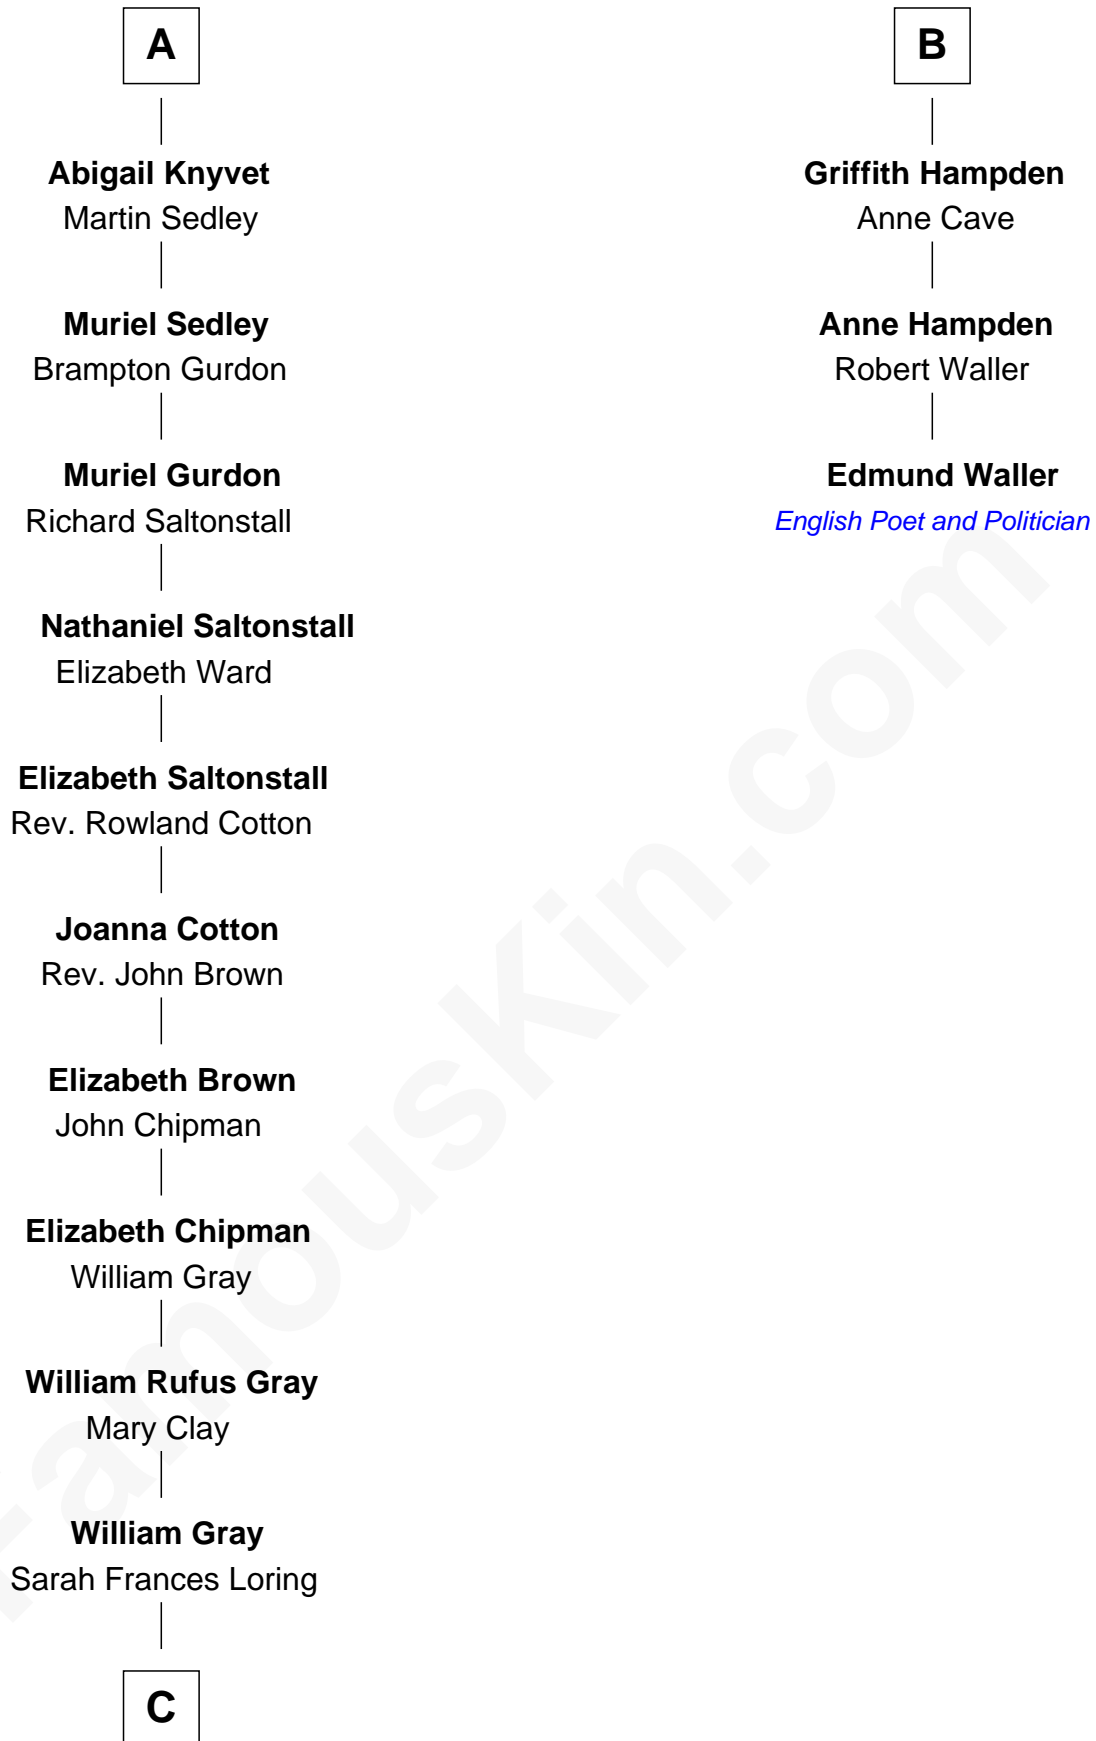 A
Abigail Knyvet
Martin Sedley
Muriel Sedley
Brampton Gurdon
Muriel Gurdon
Richard Saltonstall
Nathaniel Saltonstall
Elizabeth Ward
Elizabeth Saltonstall
Rev. Rowland Cotton
Joanna Cotton
Rev. John Brown
Elizabeth Brown
John Chipman
Elizabeth Chipman
William Gray
William Rufus Gray
Mary Clay
William Gray
Sarah Frances Loring
C
B
Griffith Hampden
Anne Cave
Anne Hampden
Robert Waller
Edmund Waller
English Poet and Politician
FamousKin.com